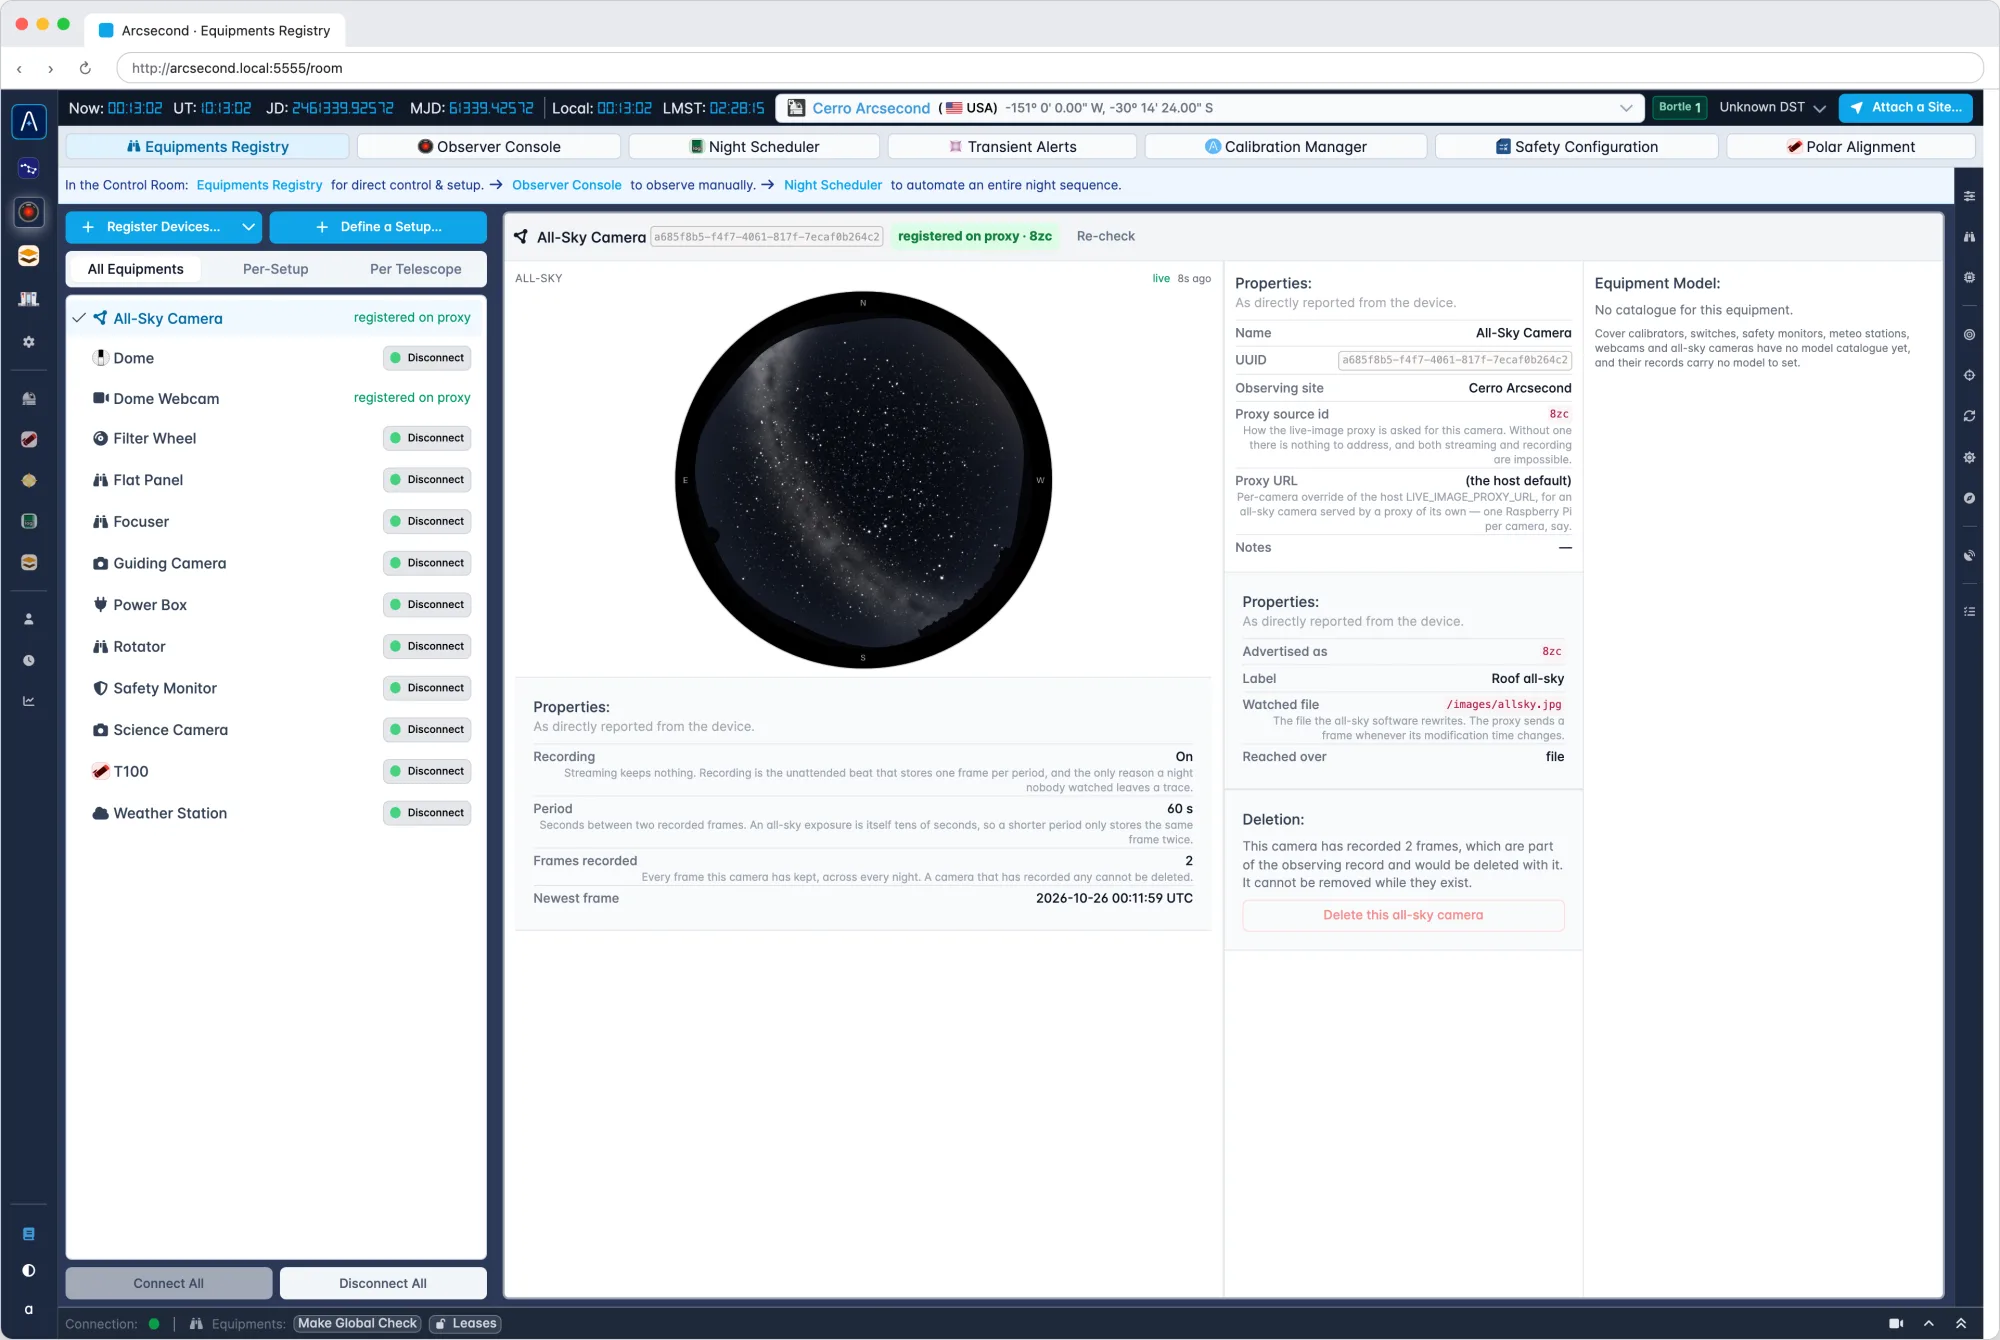 Arcsecond · Equipments Registry
http://arcsecond.local:5555/room
Now: 00:13:02 UT: 10:13:02 JD: 2461339.92572 MJD: 61339.42572 Local: 00:13:02 LMST: 02:28:15
Cerro Arcsecond ( USA) -151º 0' 0.00" W, -30º 14' 24.00" S
Bortle 1
Unknown DST
Attach a Site...
Equipments Registry
Observer Console
Night Scheduler
Transient Alerts
Calibration Manager
Safety Configuration
Polar Alignment
In the Control Room: Equipments Registry for direct control & setup. → Observer Console to observe manually. → Night Scheduler to automate an entire night sequence.
+ Register Devices...
+ Define a Setup...
All Equipments
Per-Setup
Per Telescope
All-Sky Camera registered on proxy
Dome Disconnect
Dome Webcam registered on proxy
Filter Wheel Disconnect
Flat Panel Disconnect
Focuser Disconnect
Guiding Camera Disconnect
Power Box Disconnect
Rotator Disconnect
Safety Monitor Disconnect
Science Camera Disconnect
T100 Disconnect
Weather Station Disconnect
Connect All
Disconnect All
All-Sky Camera a685f8b5-f4f7-4061-817f-7ecaf0b264c2 registered on proxy · 8zc Re-check
ALL-SKY live 8s ago
N
E
W
S
Properties:
As directly reported from the device.
Recording On
Streaming keeps nothing. Recording is the unattended beat that stores one frame per period, and the only reason a night
nobody watched leaves a trace.
Period 60 s
Seconds between two recorded frames. An all-sky exposure is itself tens of seconds, so a shorter period only stores the same
frame twice.
Frames recorded 2
Every frame this camera has kept, across every night. A camera that has recorded any cannot be deleted.
Newest frame 2026-10-26 00:11:59 UTC
Properties:
As directly reported from the device.
Name All-Sky Camera
UUID a685f8b5-f4f7-4061-817f-7ecaf0b264c2
Observing site Cerro Arcsecond
Proxy source id 8zc
How the live-image proxy is asked for this camera. Without one
there is nothing to address, and both streaming and recording
are impossible.
Proxy URL (the host default)
Per-camera override of the host LIVE_IMAGE_PROXY_URL, for an
all-sky camera served by a proxy of its own — one Raspberry Pi
per camera, say.
Notes —
Properties:
As directly reported from the device.
Advertised as 8zc
Label Roof all-sky
Watched file /images/allsky.jpg
The file the all-sky software rewrites. The proxy sends a
frame whenever its modification time changes.
Reached over file
Deletion:
This camera has recorded 2 frames, which are part
of the observing record and would be deleted with it.
It cannot be removed while they exist.
Delete this all-sky camera
Equipment Model:
No catalogue for this equipment.
Cover calibrators, switches, safety monitors, meteo stations,
webcams and all-sky cameras have no model catalogue yet,
and their records carry no model to set.
a
Connection: | Equipments: Make Global Check Leases